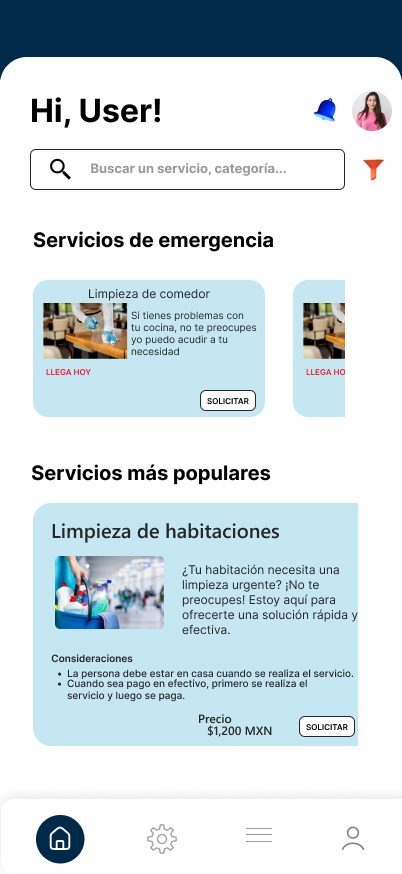 Hi, User!
Buscar un servicio, categoría...
Servicios de emergencia
Limpieza de comedor
Si tienes problemas con
tu cocina, no te preocupes
yo puedo acudir a tu
necesidad
LLEGA HOY
SOLICITAR
LLEGA HO
Servicios más populares
Limpieza de habitaciones
¿Tu habitación necesita una
limpieza urgente? ¡No te
preocupes! Estoy aquí para
ofrecerte una solución rápida y
efectiva.
Consideraciones
• La persona debe estar en casa cuando se realiza el servicio.
• Cuando sea pago en efectivo, primero se realiza el
servicio y luego se paga.
Precio
$1,200 MXN
SOLICITAR